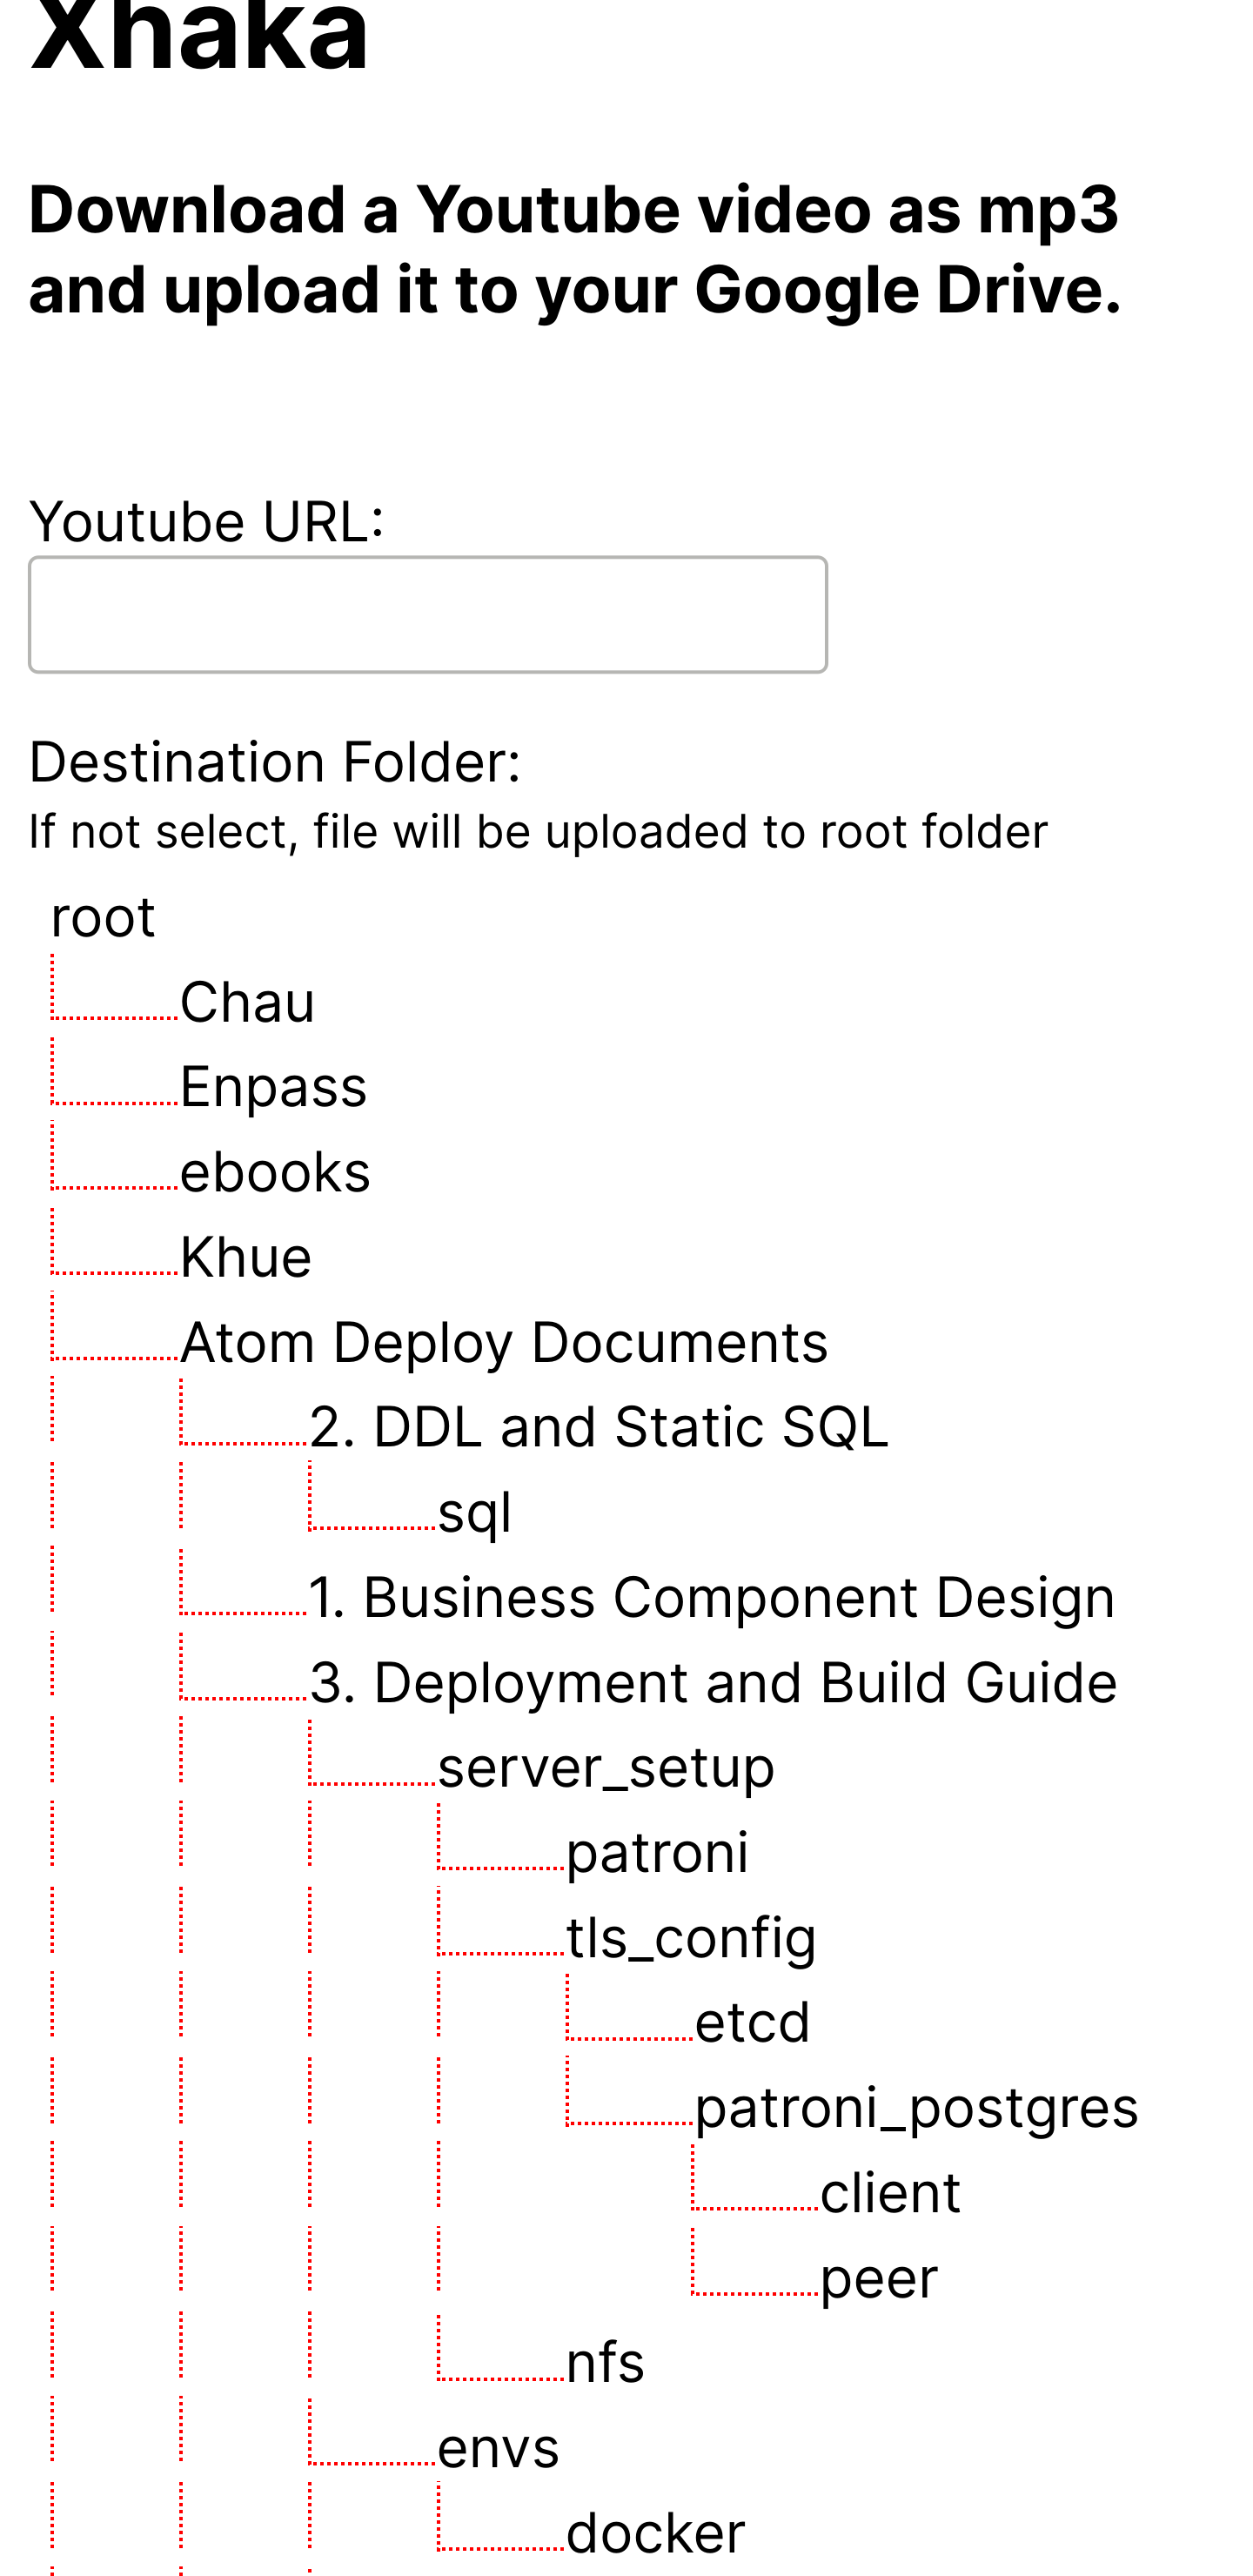 Xhaka
Download a Youtube video as mp3
and upload it to your Google Drive.
Youtube URL:
Destination Folder:
If not select, file will be uploaded to root folder
root
Chau
Enpass
ebooks
Khue
Atom Deploy Documents
2. DDL and Static SQL
sql
1. Business Component Design
3. Deployment and Build Guide
server_setup
patroni
tls_config
etcd
patroni_postgres
client
peer
nfs
envs
docker